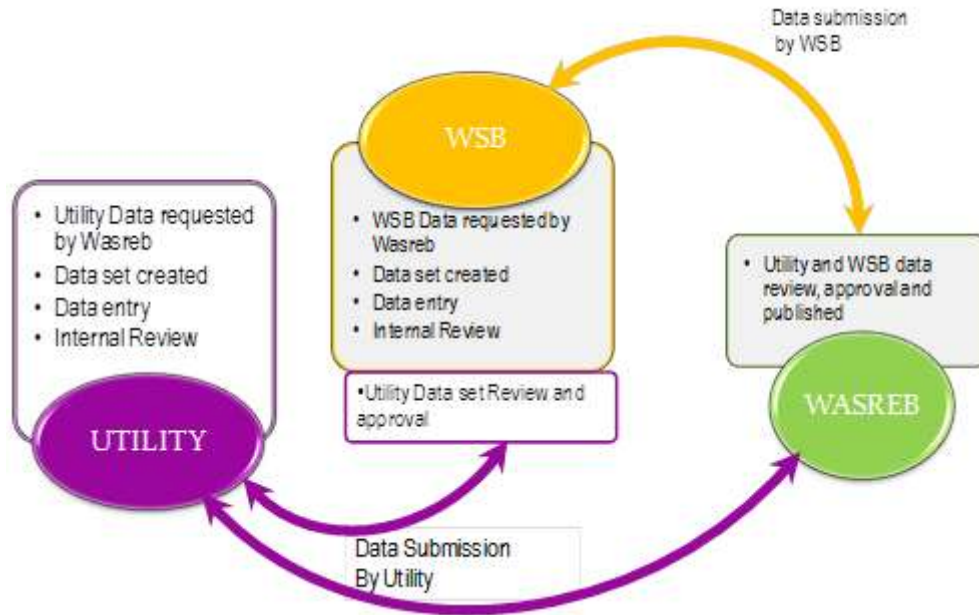 Data submission
by WSB
WSB
• Utility Data requested
by Wasreb
• Data set created
• Data entry
• Internal Review
UTILITY
• WSB Data requested by
Wasreb
• Data set created
• Data entry
• Internal Review
•Utility Data set Review and
approval
• Utility and WSB data
review, approval and
published
WASREB
Data Submission
By Utility